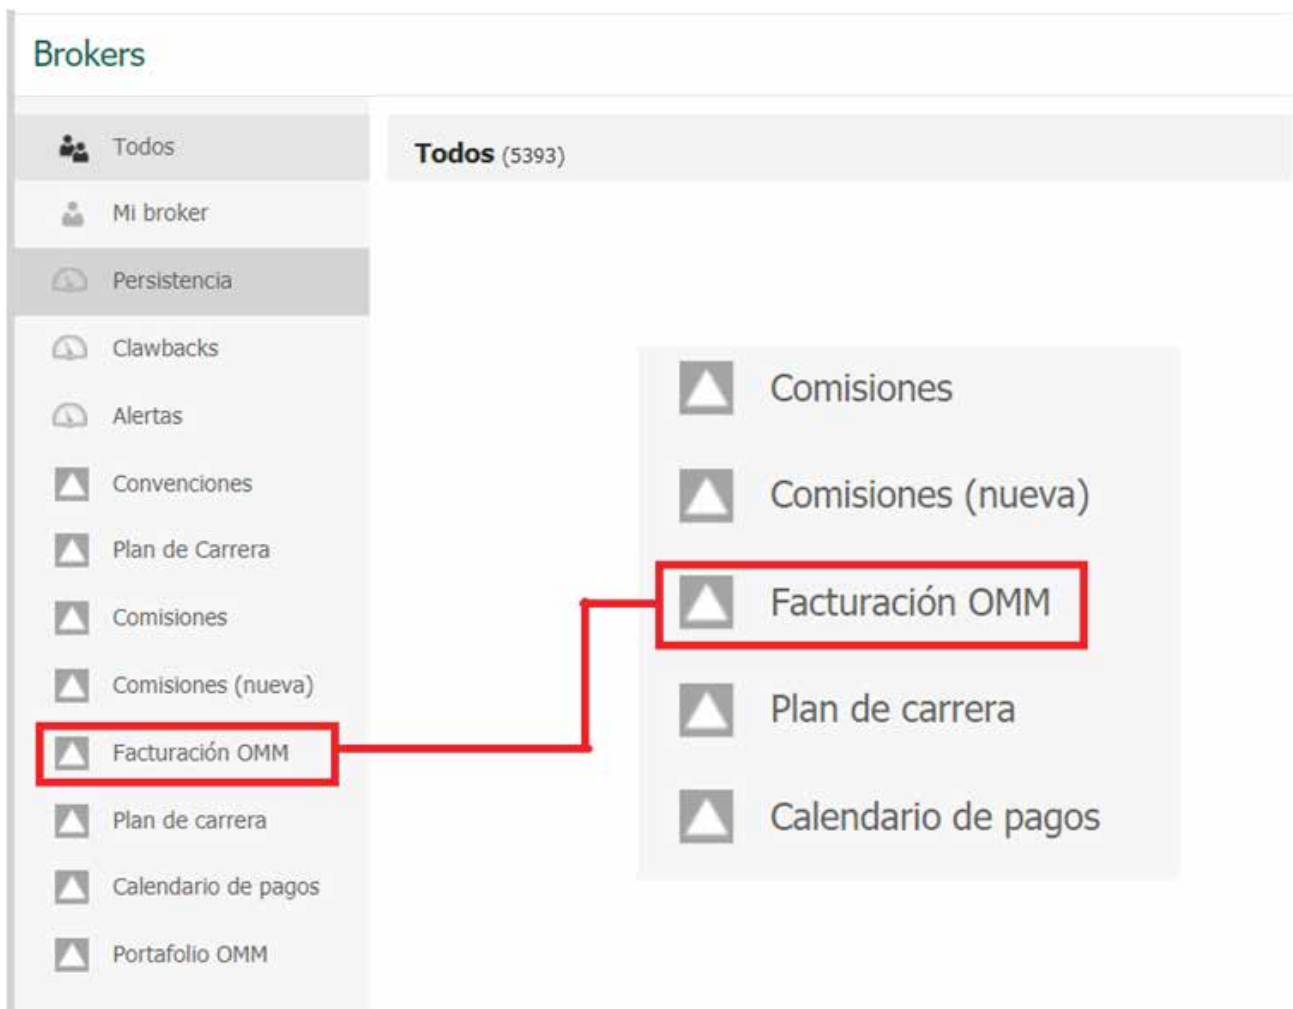 Brokers
Todos
Todos (5393)
Mi broker
Persistencia
Clawbacks
Alertas
Convenciones
Plan de Carrera
Comisiones
Comisiones (nueva)
Facturación OMM
Plan de carrera
Calendario de pagos
Portafolio OMM
Comisiones
Comisiones (nueva)
Facturación OMM
Plan de carrera
Calendario de pagos